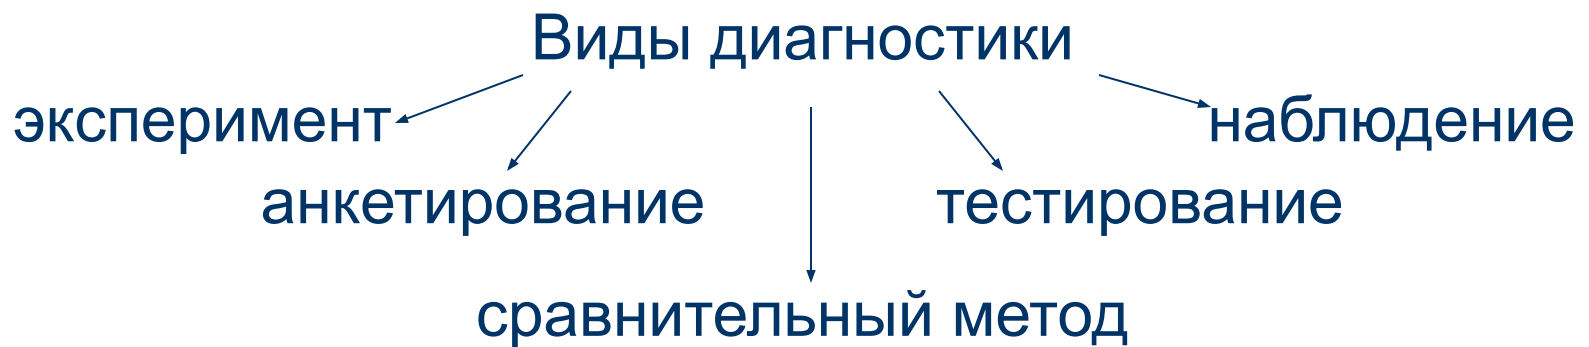 Виды диагностики
эксперимент
наблюдение
анкетирование
тестирование
сравнительный метод